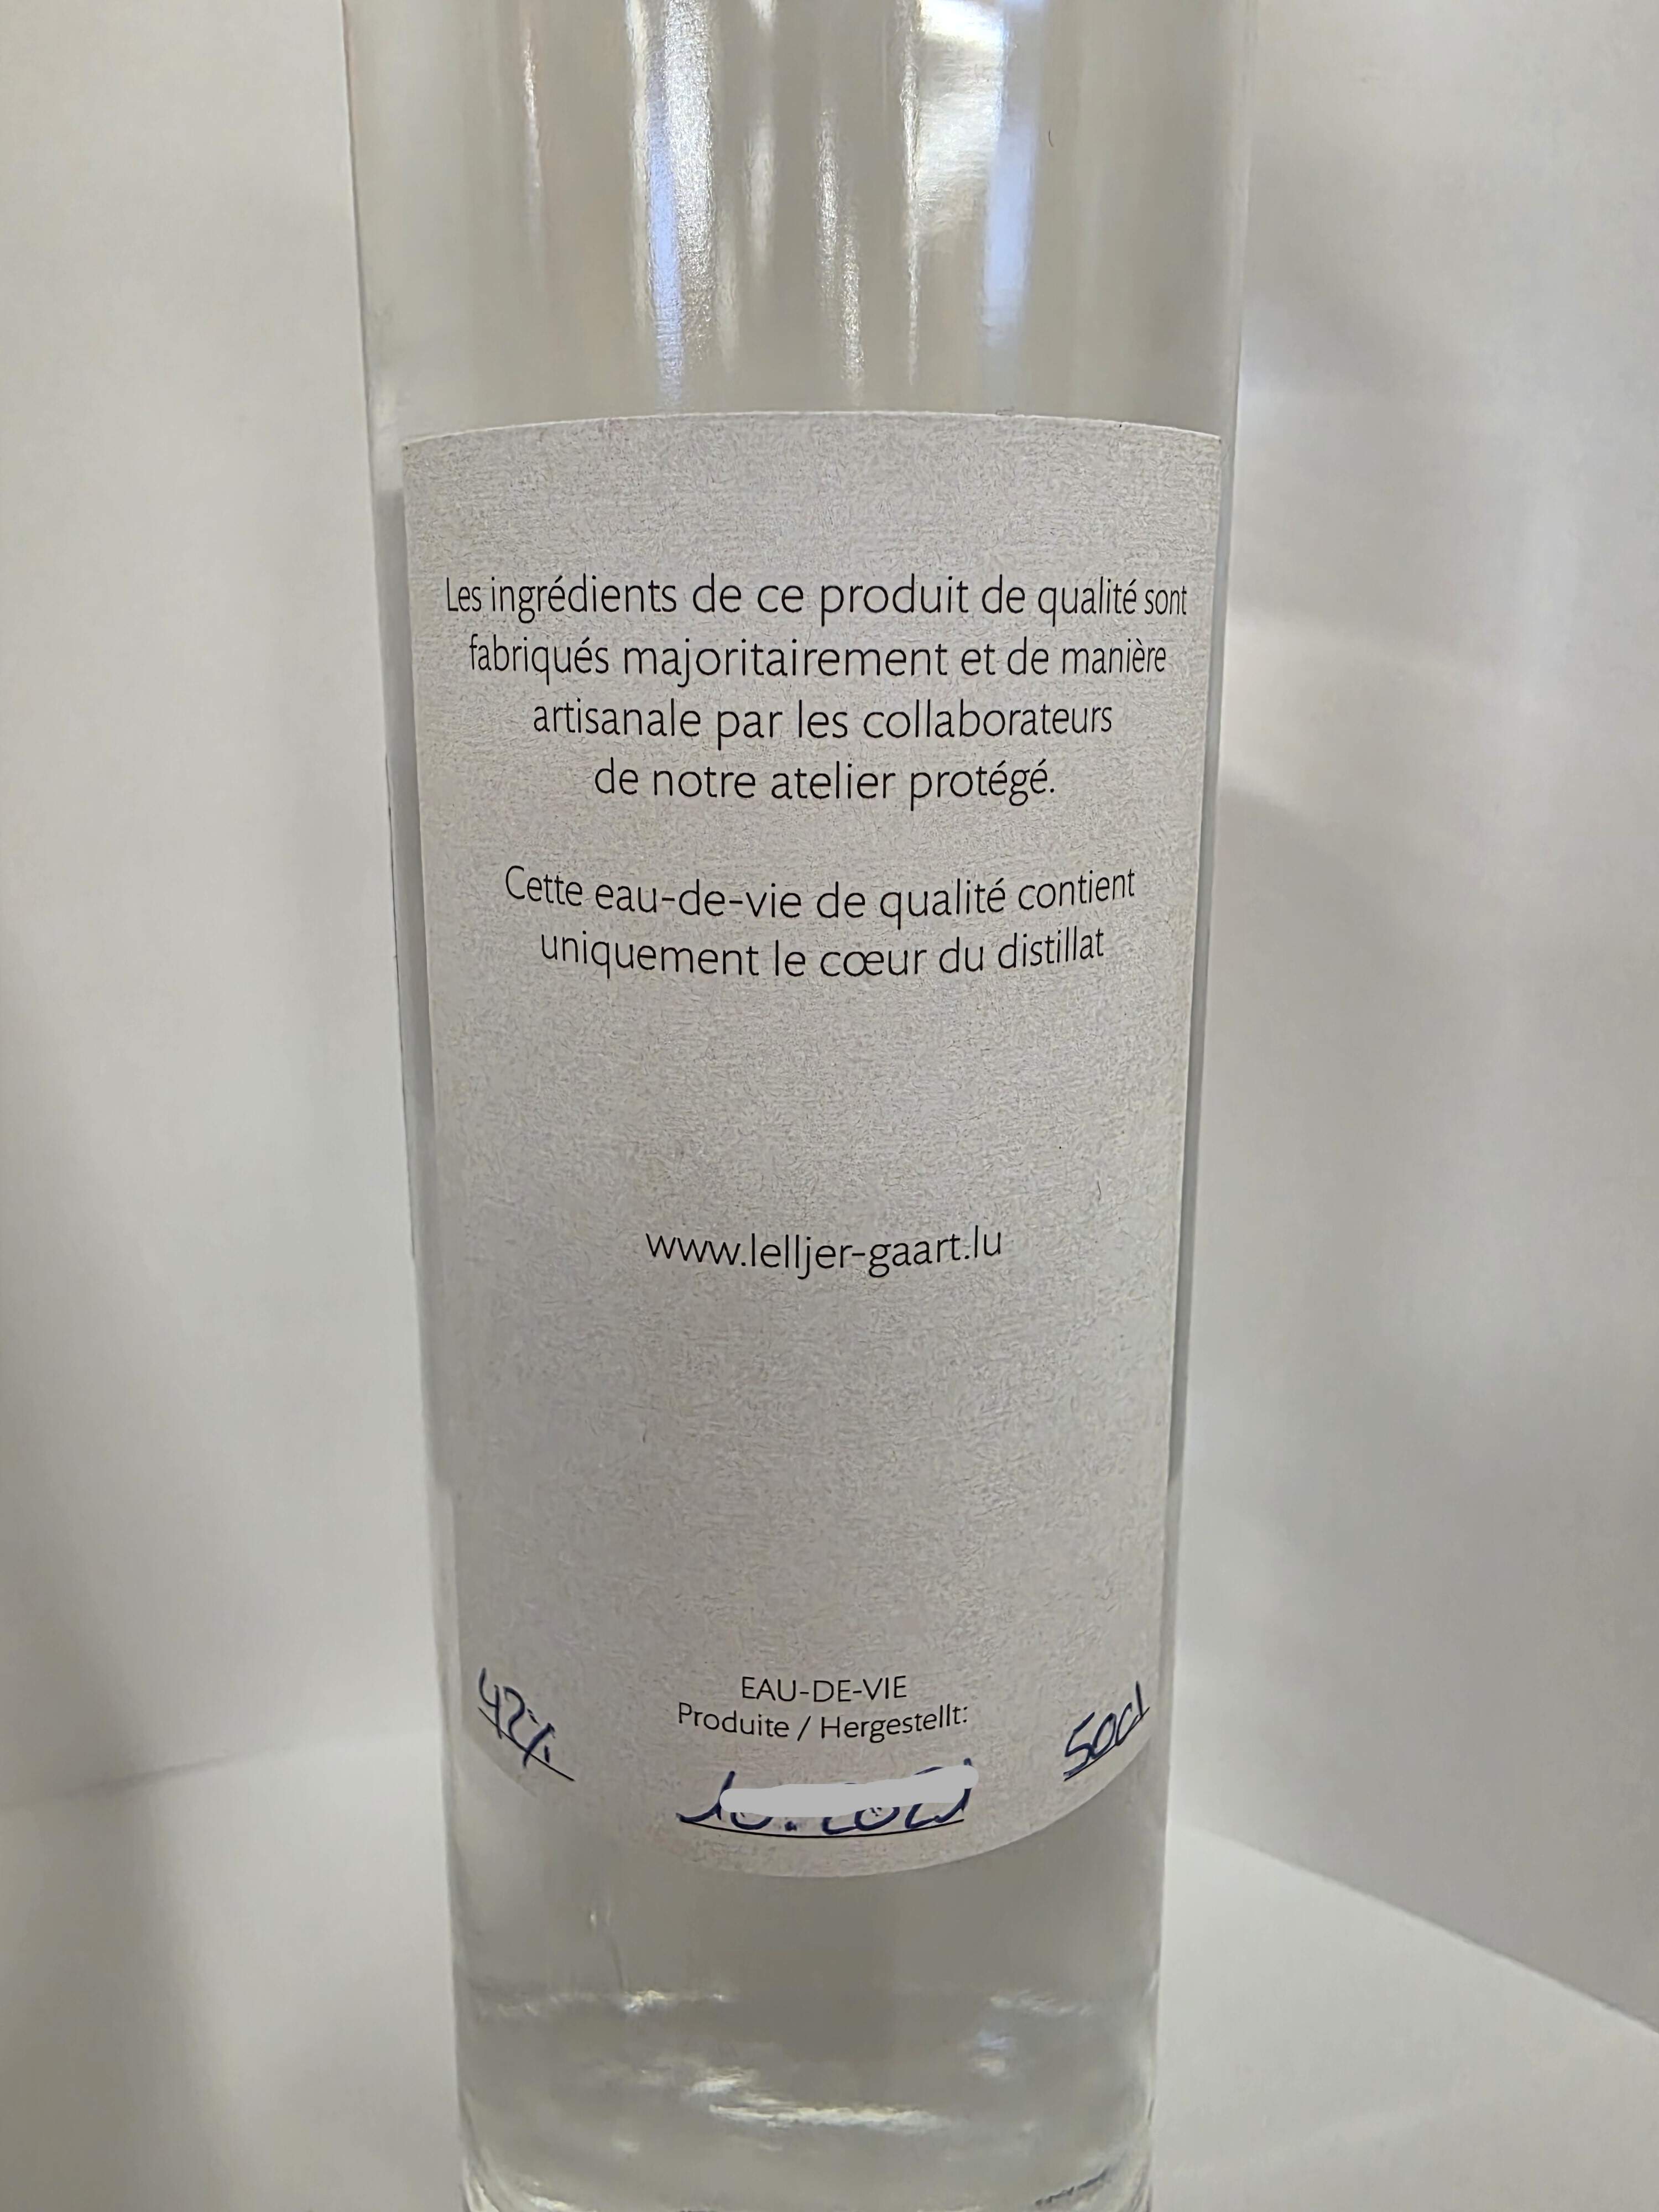 Les ingrédients de ce produit de qualité sont
fabriqués majoritairement et de manière
artisanale par les collaborateurs
de notre atelier protégé.
Cette eau-de-vie de qualité contient
uniquement le cœur du distillat
www.lelljer-gaart.lu
EAU-DE-VIE
Produite / Hergestellt:
42%
50cl